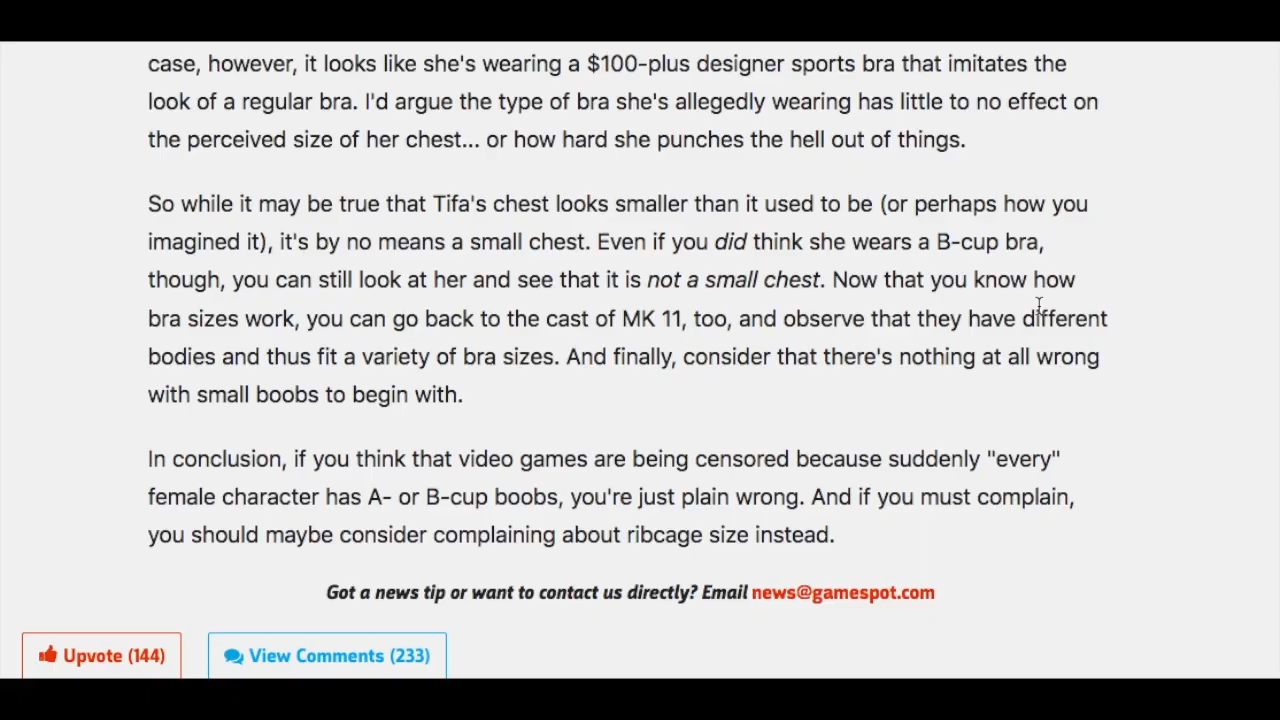 case, however, it looks like she's wearing a $100-plus designer sports bra that imitates the
look of a regular bra. I'd argue the type of bra she's allegedly wearing has little to no effect on
the perceived size of her chest... or how hard she punches the hell out of things.
So while it may be true that Tifa's chest looks smaller than it used to be (or perhaps how you
imagined it), it's by no means a small chest. Even if you did think she wears a B-cup bra,
though, you can still look at her and see that it is not a small chest. Now that you know how
bra sizes work, you can go back to the cast of MK 11, too, and observe that they have different
bodies and thus fit a variety of bra sizes. And finally, consider that there's nothing at all wrong
with small boobs to begin with.
In conclusion, if you think that video games are being censored because suddenly "every"
female character has A- or B-cup boobs, you're just plain wrong. And if you must complain,
you should maybe consider complaining about ribcage size instead.
Got a news tip or want to contact us directly? Email news@gamespot.com
Upvote (144)
View Comments (233)